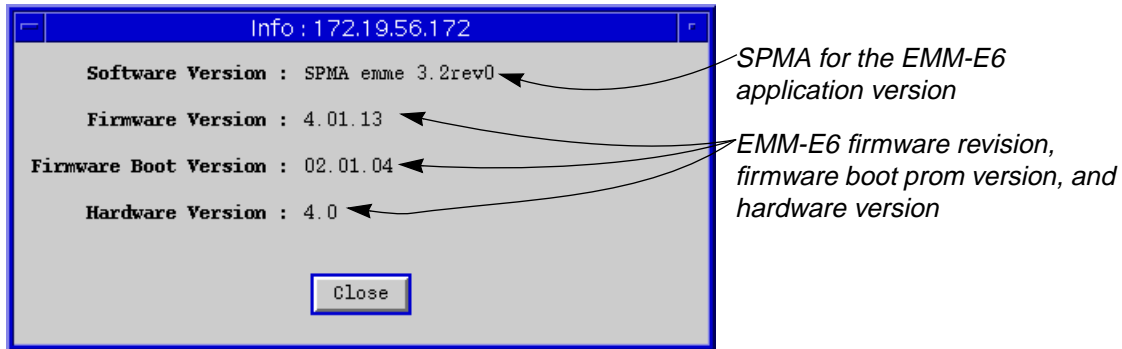 Info : 172.19.56.172
Software Version : SPMA emme 3.2rev0
Firmware Version : 4.01.13
Firmware Boot Version : 02.01.04
Hardware Version : 4.0
Close
SPMA for the EMM-E6
application version
EMM-E6 firmware revision,
firmware boot prom version, and
hardware version